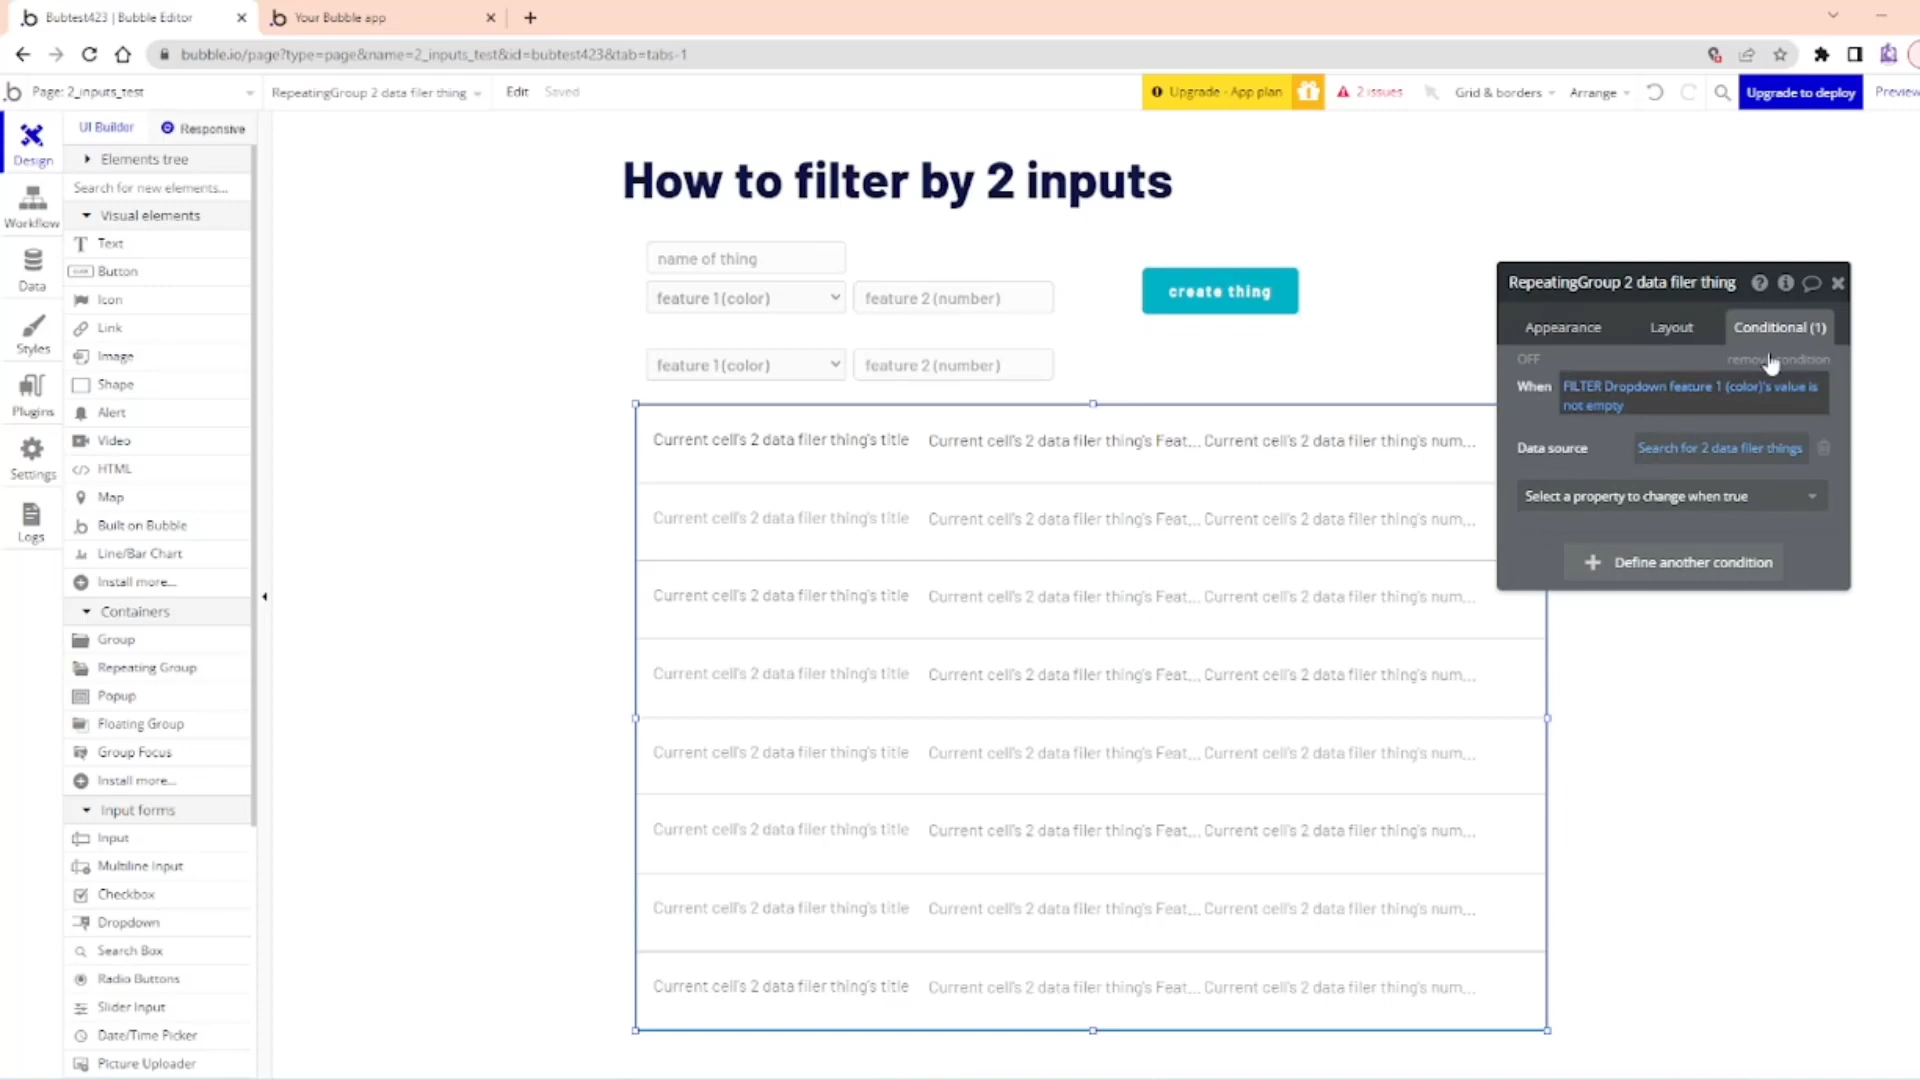 Bubtest423 | Bubble Editor
Your Bubble app
bubble.io/page?type=page&name=2_inputs_test&id=bubtest423&tab=tabs-1
Page: 2_inputs_test
RepeatingGroup 2 data filer thing
Edit
Saved
Upgrade - App plan
2 issues
Grid & borders
Arrange
Upgrade to deploy
Preview
Design
Workflow
Data
Styles
Plugins
Settings
Logs
UI Builder
Responsive
Elements tree
Search for new elements...
Visual elements
Text
Button
Icon
Link
Image
Shape
Alert
Video
HTML
Map
Built on Bubble
Line/Bar Chart
Install more...
Containers
Group
Repeating Group
Popup
Floating Group
Group Focus
Install more...
Input forms
Input
Multiline Input
Checkbox
Dropdown
Search Box
Radio Buttons
Slider Input
Date/Time Picker
Picture Uploader
How to filter by 2 inputs
name of thing
feature 1 (color)
feature 2 (number)
create thing
feature 1 (color)
feature 2 (number)
Current cell's 2 data filer thing's title Current cell's 2 data filer thing's Feat... Current cell's 2 data filer thing's num...
Current cell's 2 data filer thing's title Current cell's 2 data filer thing's Feat... Current cell's 2 data filer thing's num...
Current cell's 2 data filer thing's title Current cell's 2 data filer thing's Feat... Current cell's 2 data filer thing's num...
Current cell's 2 data filer thing's title Current cell's 2 data filer thing's Feat... Current cell's 2 data filer thing's num...
Current cell's 2 data filer thing's title Current cell's 2 data filer thing's Feat... Current cell's 2 data filer thing's num...
Current cell's 2 data filer thing's title Current cell's 2 data filer thing's Feat... Current cell's 2 data filer thing's num...
Current cell's 2 data filer thing's title Current cell's 2 data filer thing's Feat... Current cell's 2 data filer thing's num...
Current cell's 2 data filer thing's title Current cell's 2 data filer thing's Feat... Current cell's 2 data filer thing's num...
RepeatingGroup 2 data filer thing
Appearance
Layout
Conditional (1)
OFF
remove condition
When
FILTER Dropdown feature 1 (color)'s value is
not empty
Data source
Search for 2 data filer things
Select a property to change when true
Define another condition